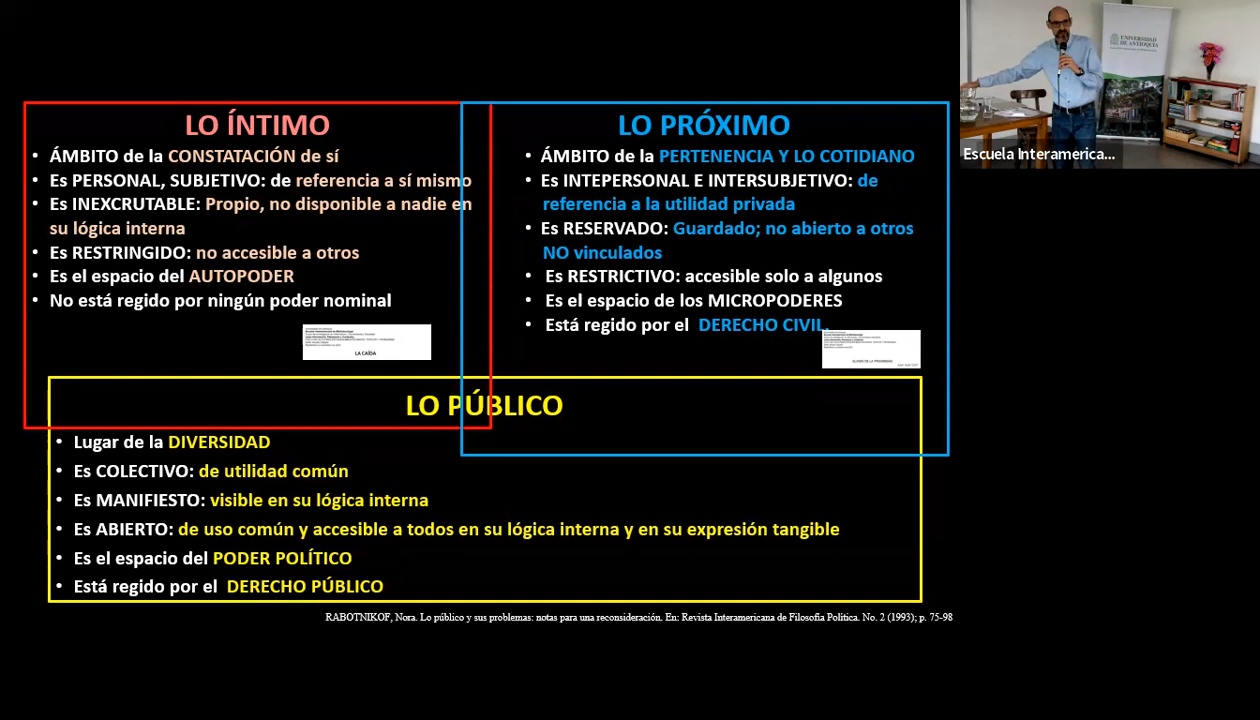 LO ÍNTIMO
• ÁMBITO de la CONSTATACIÓN de sí
• Es PERSONAL, SUBJETIVO: de referencia a sí mismo
• Es INEXCRUTABLE: Propio, no disponible a nadie en
su lógica interna
• Es RESTRINGIDO: no accesible a otros
• Es el espacio del AUTOPODER
• No está regido por ningún poder nominal
LA CAÍDA
LO PRÓXIMO
• ÁMBITO de la PERTENENCIA Y LO COTIDIANO
• Es INTEPERSONAL E INTERSUBJETIVO: de
referencia a la utilidad privada
• Es RESERVADO: Guardado; no abierto a otros
NO vinculados
• Es RESTRICTIVO: accesible solo a algunos
• Es el espacio de los MICROPODERES
• Está regido por el DERECHO CIVIL.
LO PÚBLICO
• Lugar de la DIVERSIDAD
• Es COLECTIVO: de utilidad común
• Es MANIFIESTO: visible en su lógica interna
• Es ABIERTO: de uso común y accesible a todos en su lógica interna y en su expresión tangible
• Es el espacio del PODER POLÍTICO
• Está regido por el DERECHO PÚBLICO
RABOTNIKOF, Nora. Lo público y sus problemas: notas para una reconsideración. En: Revista Interamericana de Filosofía Política. No. 2 (1993); p. 75-98
UNIVERSIDAD
DE ANTIOQUIA
Escuela Interamerica...